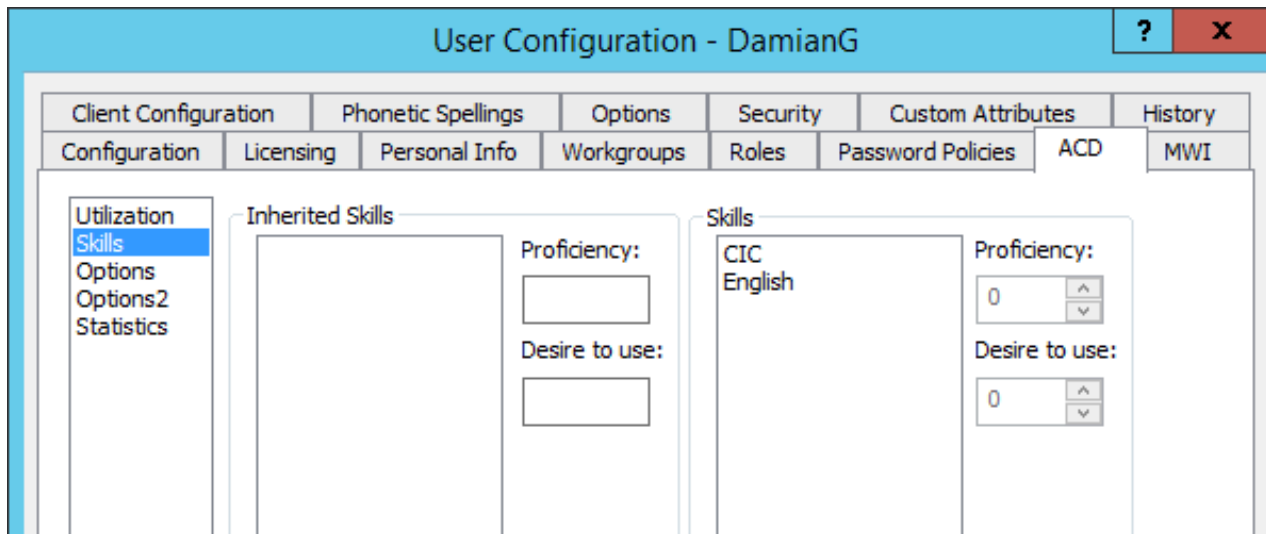 User Configuration - DamianG
? x
Client Configuration Phonetic Spellings Options Security Custom Attributes History
Configuration Licensing Personal Info Workgroups Roles Password Policies ACD MWI
Utilization
Skills
Options
Options2
Statistics
Inherited Skills
Proficiency:
Desire to use:
Skills
CIC
English
Proficiency:
0
Desire to use:
0